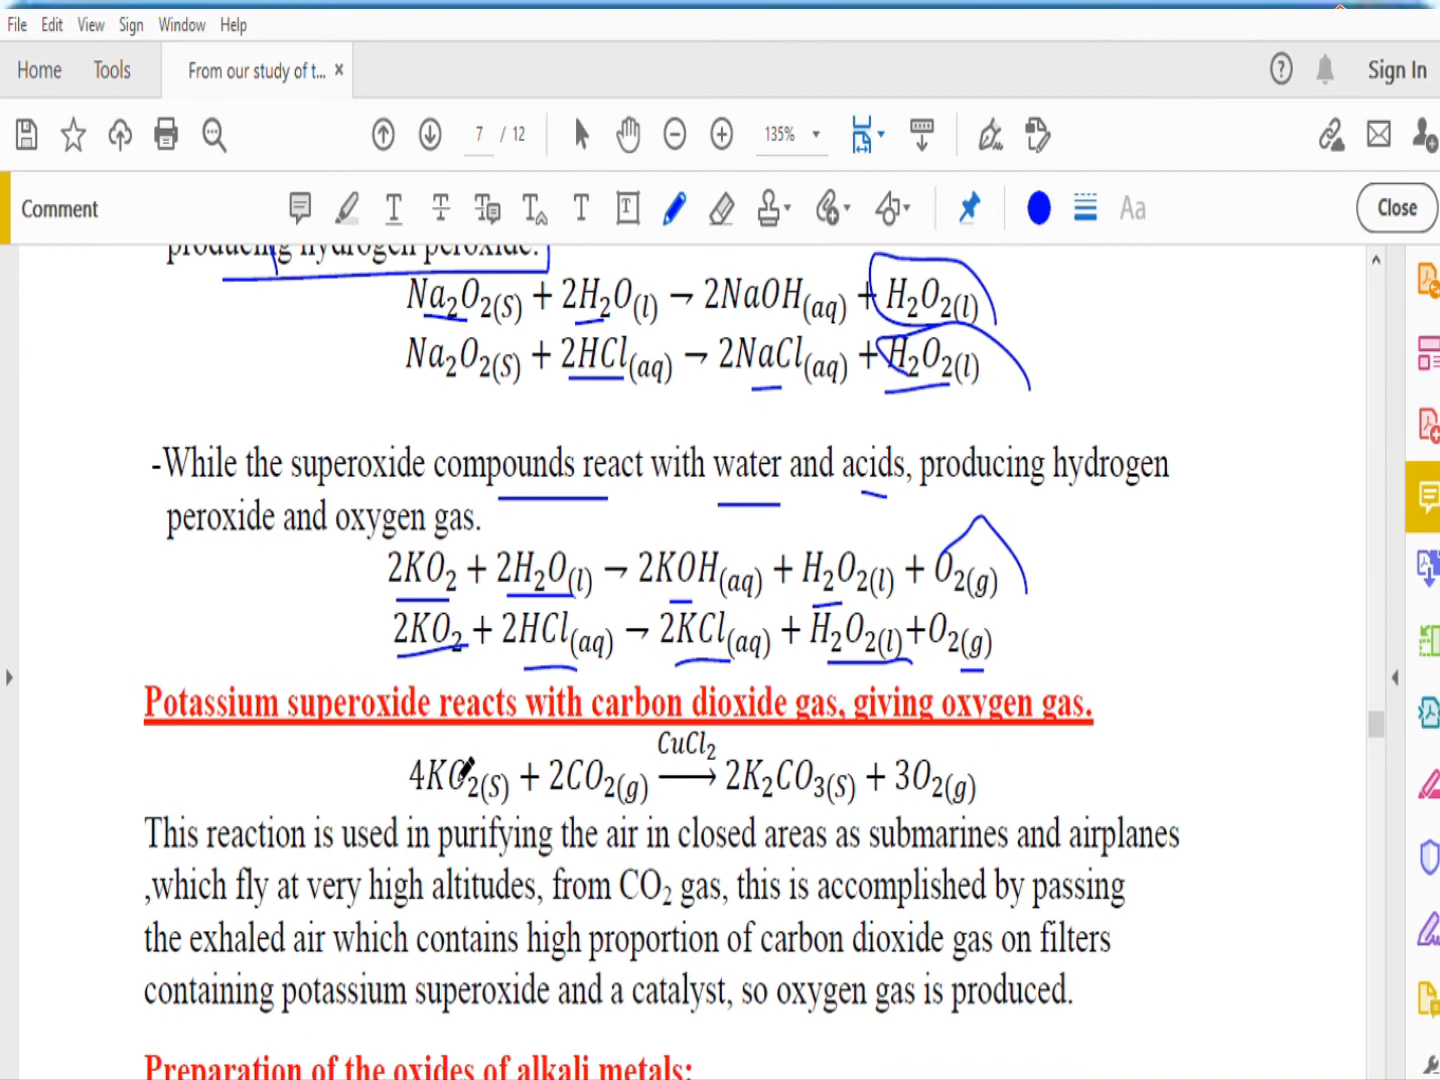 File Edit View Sign Window Help
Home Tools From our study of t... × Sign In
7 / 12 135%
Comment Close
producing hydrogen peroxide.
Na₂O₂(S) + 2H₂O(l) → 2NaOH(aq) + H₂O₂(l)
Na₂O₂(S) + 2HCl(aq) → 2NaCl(aq) + H₂O₂(l)
-While the superoxide compounds react with water and acids, producing hydrogen
peroxide and oxygen gas.
2KO₂ + 2H₂O(l) → 2KOH(aq) + H₂O₂(l) + O₂(g)
2KO₂ + 2HCl(aq) → 2KCl(aq) + H₂O₂(l)+O₂(g)
Potassium superoxide reacts with carbon dioxide gas, giving oxygen gas.
CuCl₂
4KO₂(S) + 2CO₂(g) ⟶ 2K₂CO₃(S) + 3O₂(g)
This reaction is used in purifying the air in closed areas as submarines and airplanes
,which fly at very high altitudes, from CO₂ gas, this is accomplished by passing
the exhaled air which contains high proportion of carbon dioxide gas on filters
containing potassium superoxide and a catalyst, so oxygen gas is produced.
Preparation of the oxides of alkali metals: